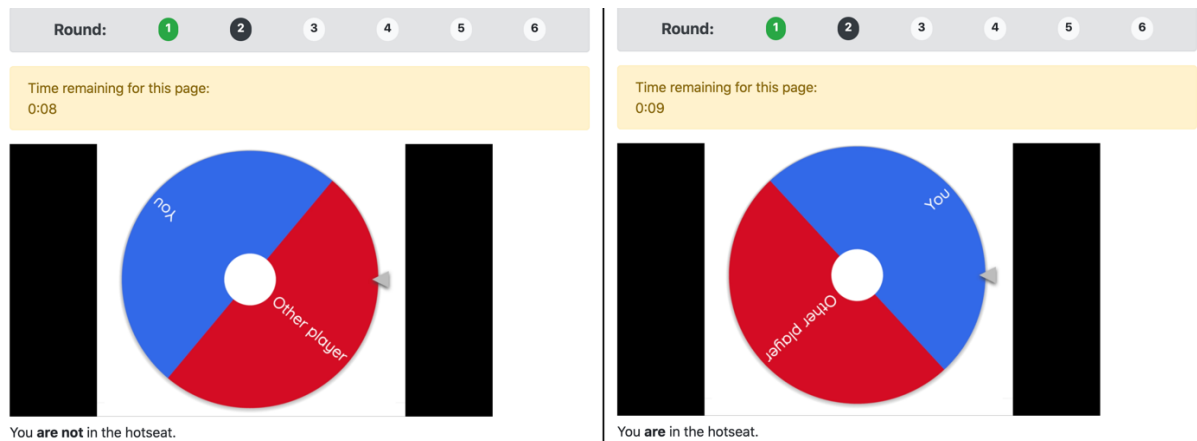 Round: 1 2 3 4 5 6
Time remaining for this page:
0:08
You
Other player
You are not in the hotseat.
Round: 1 2 3 4 5 6
Time remaining for this page:
0:09
You
Other player
You are in the hotseat.